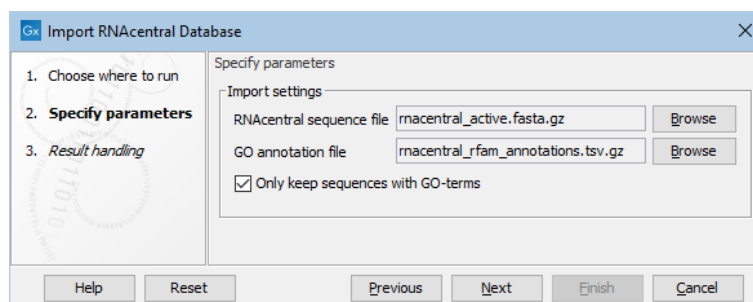 Gx Import RNAcentral Database
1. Choose where to run
2. Specify parameters
3. Result handling
Specify parameters
Import settings
RNAcentral sequence file rnacentral_active.fasta.gz Browse
GO annotation file rnacentral_rfam_annotations.tsv.gz Browse
Only keep sequences with GO-terms
Help Reset Previous Next Finish Cancel